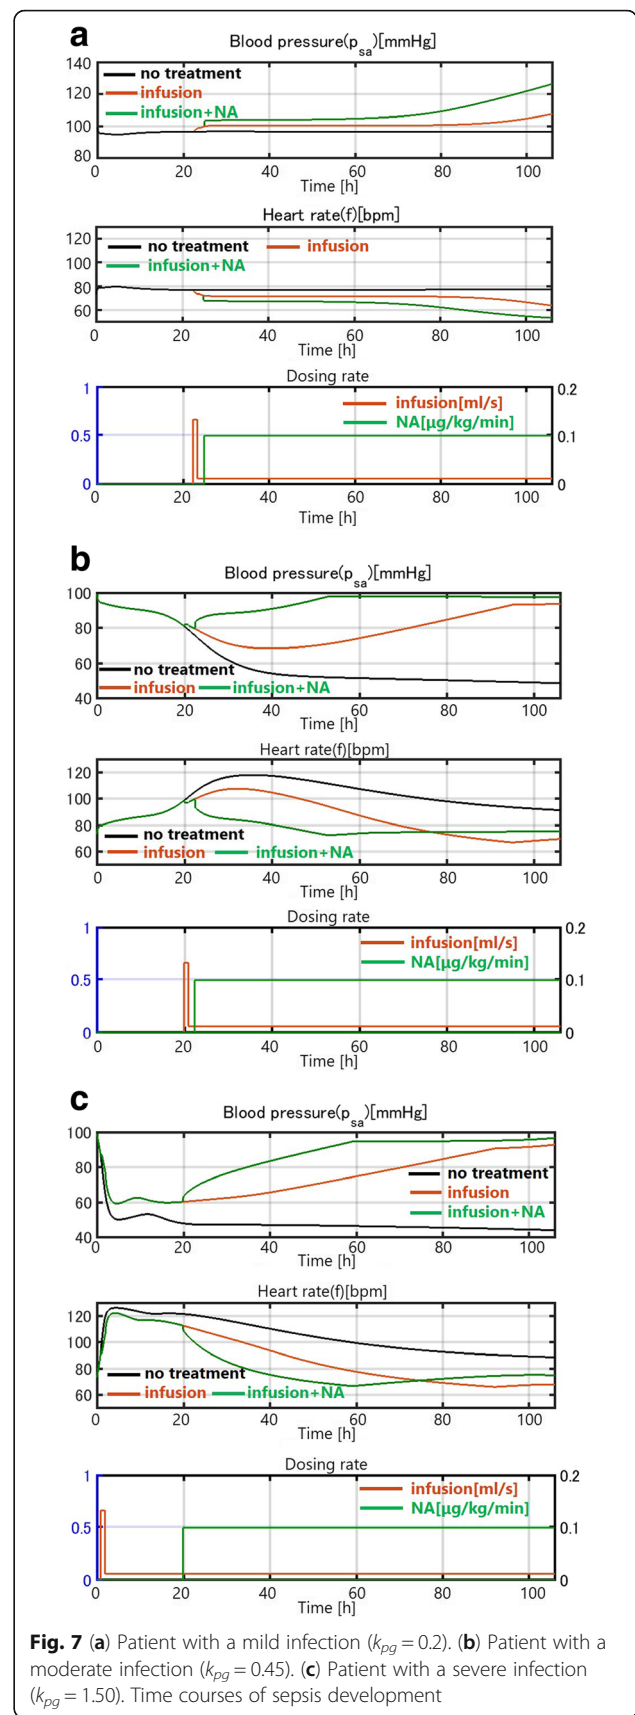 a
Blood pressure(psa)[mmHg]
140
120
100
80
no treatment
infusion
infusion+NA
0 20 40 60 80 100
Time [h]
Heart rate(f)[bpm]
120
100
80
60
no treatment infusion
infusion+NA
0 20 40 60 80 100
Time [h]
Dosing rate
1
0.5
0
0.2
0.1
0
infusion[ml/s]
NA[μg/kg/min]
0 20 40 60 80 100
Time [h]
b
Blood pressure(psa)[mmHg]
100
80
60
40
no treatment
infusion infusion+NA
0 20 40 60 80 100
Time [h]
Heart rate(f)[bpm]
120
100
80
60
no treatment
infusion infusion+NA
0 20 40 60 80 100
Time [h]
Dosing rate
1
0.5
0
0.2
0.1
0
infusion[ml/s]
NA[μg/kg/min]
0 20 40 60 80 100
Time [h]
c
Blood pressure(psa)[mmHg]
100
80
60
40
no treatment
infusion
infusion+NA
0 20 40 60 80 100
Time [h]
Heart rate(f)[bpm]
120
100
80
60
no treatment
infusion infusion+NA
0 20 40 60 80 100
Time [h]
Dosing rate
1
0.5
0
0.2
0.1
0
infusion[ml/s]
NA[μg/kg/min]
0 20 40 60 80 100
Time [h]
Fig. 7 (a) Patient with a mild infection (kpg = 0.2). (b) Patient with a
moderate infection (kpg = 0.45). (c) Patient with a severe infection
(kpg = 1.50). Time courses of sepsis development